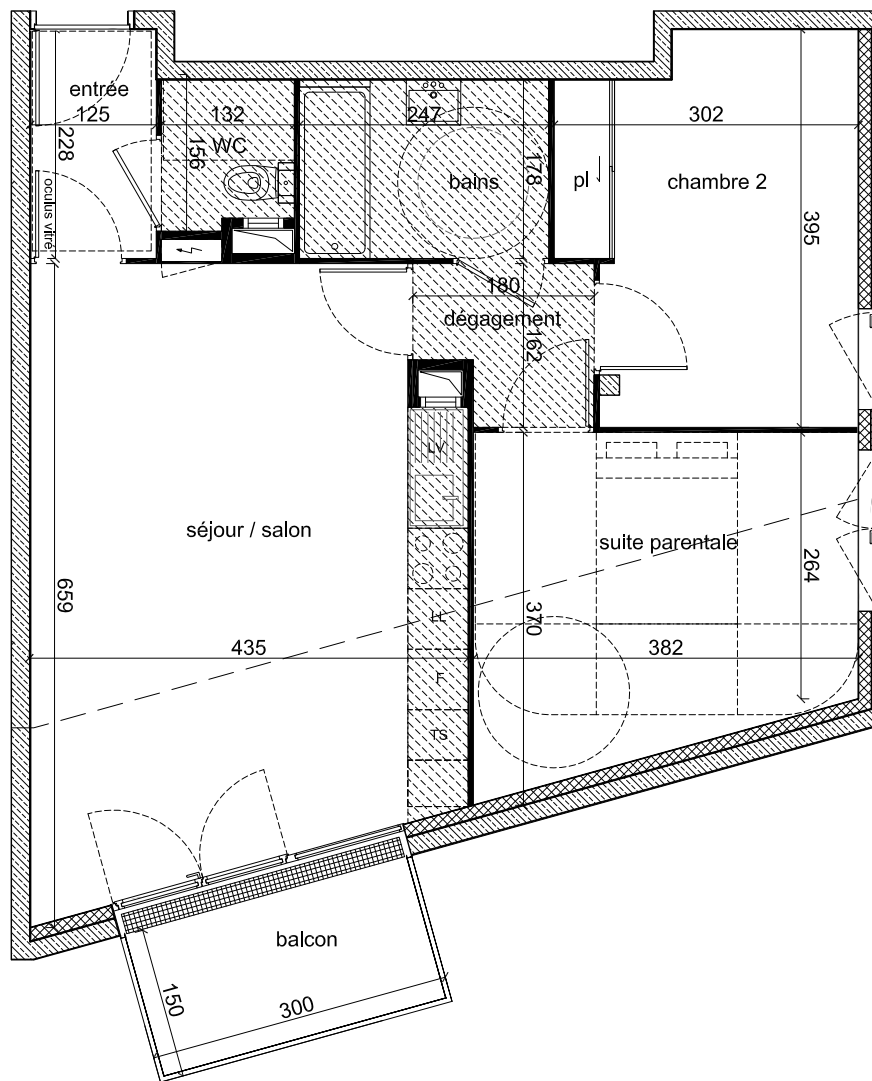 entrée
125
228
oculus vitré
132
WC
156
247
bains
178
pl
302
chambre 2
395
180
dégagement
162
LV
séjour / salon
suite parentale
264
659
370
LL
435
382
F
TS
balcon
150
300